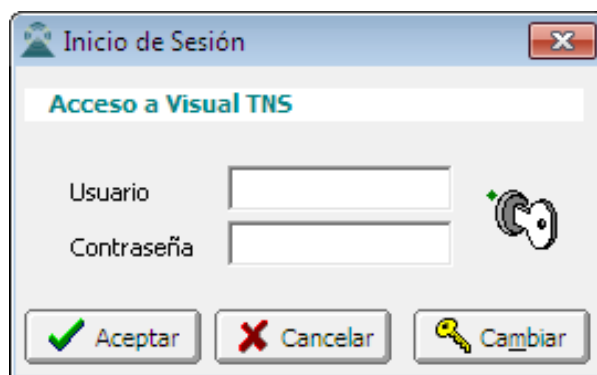 Inicio de Sesión
Acceso a Visual TNS
Usuario
Contraseña
Aceptar Cancelar Cambiar